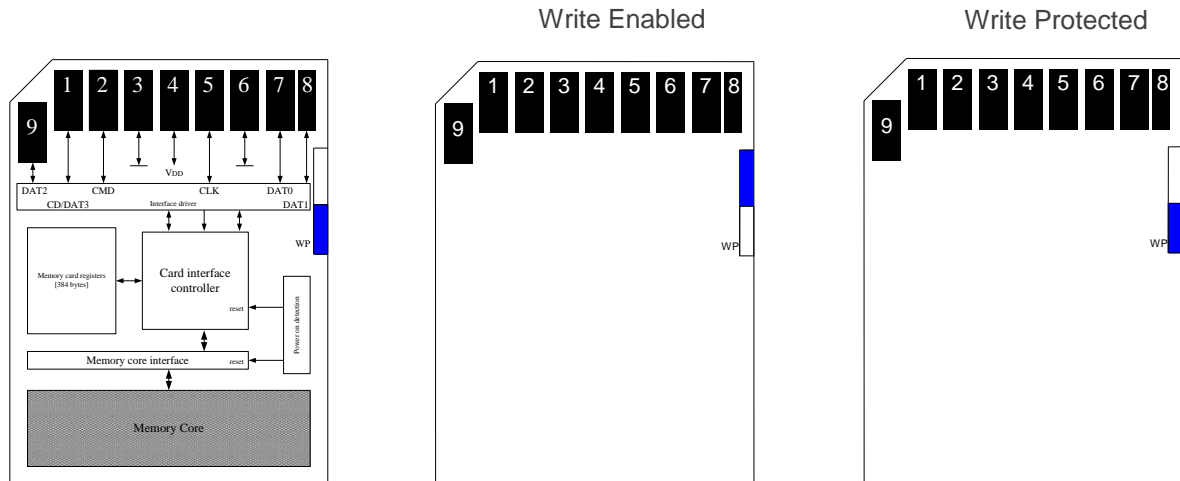 Write Enabled
Write Protected
1 2 3 4 5 6 7 8
9
VDD
DAT2 CMD CLK DAT0
CD/DAT3 Interface driver DAT1
WP
Memory card registers
[384 bytes]
Card interface
controller
reset
Power on detection
Memory core interface reset
Memory Core
1 2 3 4 5 6 7 8
9
WP
1 2 3 4 5 6 7 8
9
WP